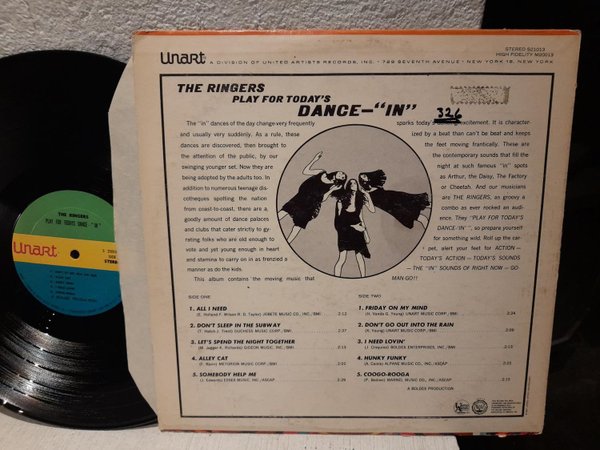 Unart
A DIVISION OF UNITED ARTISTS RECORDS, INC. • 729 SEVENTH AVENUE • NEW YORK 19, NEW YORK
STEREO S21013
HIGH FIDELITY M20013
THE RINGERS
PLAY FOR TODAY'S
DANCE–"IN"
326
The "in" dances of the day change very frequently
and usually very suddenly. As a rule, these
dances are discovered, then brought to
the attention of the public, by our
swinging younger set. Now they are
being adopted by the adults too. In
addition to numerous teenage dis-
cotheques spotting the nation
from coast-to-coast, there are a,
goodly amount of dance palaces
and clubs that cater strictly to gy-
rating folks who are old enough to
vote and yet young enough in heart
and stamina to carry on in as frenzied a
manner as do the kids.
This album contains the moving music that
sparks today's excitement. It is character-
ized by a beat than can't be beat and keeps
the feet moving frantically. These are
the contemporary sounds that fill the
night at such famous "in" spots
as Arthur, the Daisy, The Factory
or Cheetah. And our musicians
are THE RINGERS, as groovy a
combo as ever rocked an audi-
ence. They "PLAY FOR TODAY'S
DANCE-'IN'", so prepare yourself
for something wild. Roll up the car-
pet, alert your feet for ACTION —
TODAY'S ACTION — TODAY'S SOUNDS
— THE "IN" SOUNDS OF RIGHT NOW — GO-
MAN-GO!!!
SIDE ONE
1. ALL I NEED
2:12
2. DON'T SLEEP IN THE SUBWAY
2:37
3. LET'S SPEND THE NIGHT TOGETHER
4. ALLEY CAT
5. SOMEBODY HELP ME
SIDE TWO
1. FRIDAY ON MY MIND
2:24
2. DON'T GO OUT INTO THE RAIN
3. I NEED LOVIN'
4. HUNKY FUNKY
5. COOGO-ROOGA
A BOLDEX PRODUCTION
THE RINGERS
PLAY FOR TODAYS DANCE - "IN"
Unart